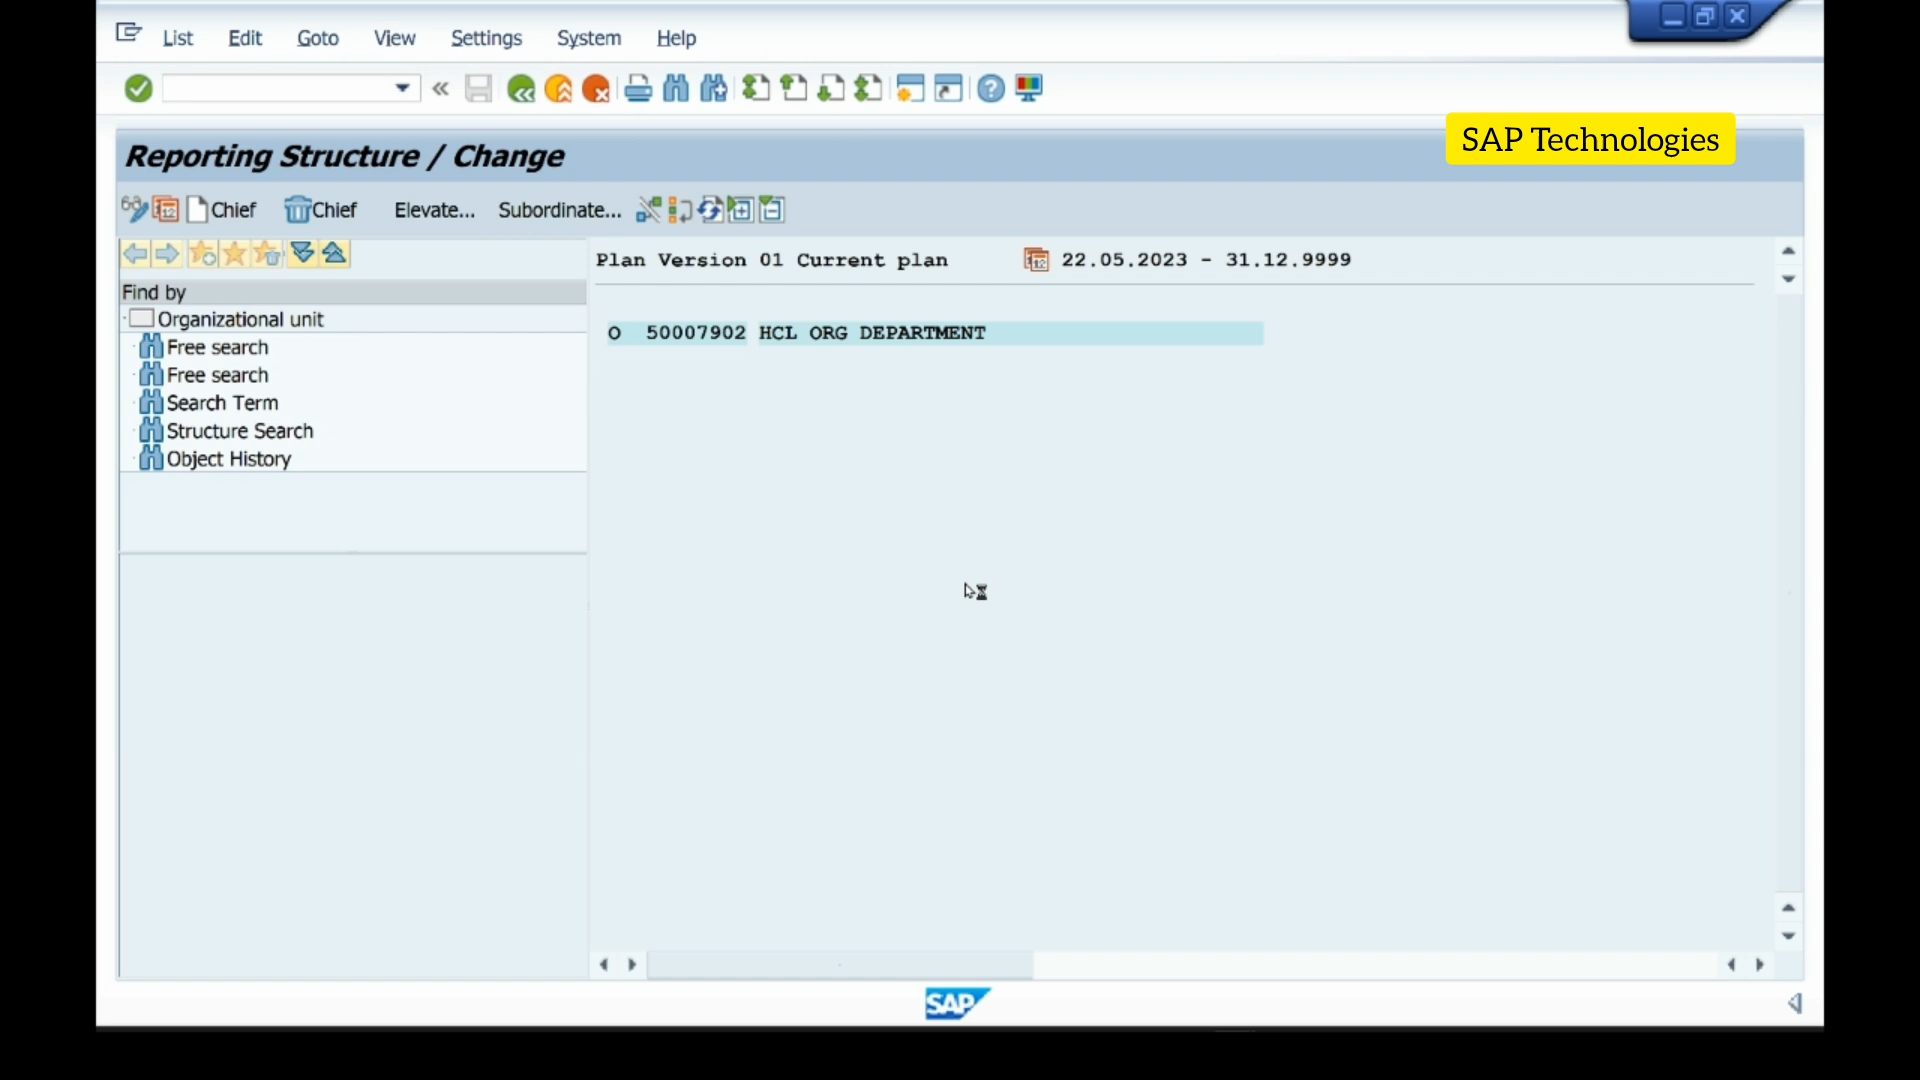 List Edit Goto View Settings System Help
SAP Technologies
Reporting Structure / Change
Chief Chief Elevate... Subordinate...
Plan Version 01 Current plan 22.05.2023 - 31.12.9999
Find by
Organizational unit
Free search
Free search
Search Term
Structure Search
Object History
O 50007902 HCL ORG DEPARTMENT
SAP